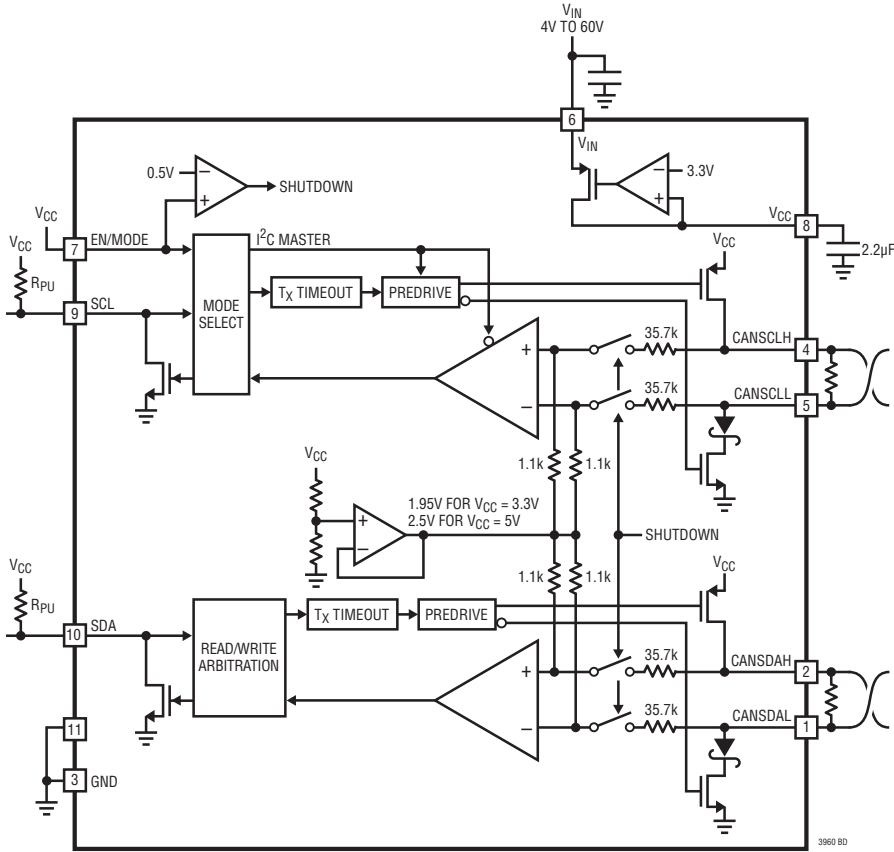 VIN
4V TO 60V
6
VIN
0.5V
−
+
SHUTDOWN
−
+
3.3V
VCC
8
2.2µF
VCC
7
EN/MODE
VCC
RPU
9
SCL
MODE
SELECT
I2C MASTER
TX TIMEOUT
PREDRIVE
VCC
+
−
35.7k
35.7k
CANSCLH
4
CANSCLL
5
1.1k
1.1k
VCC
+
−
1.95V FOR VCC = 3.3V
2.5V FOR VCC = 5V
SHUTDOWN
1.1k
1.1k
VCC
RPU
10
SDA
READ/WRITE
ARBITRATION
TX TIMEOUT
PREDRIVE
VCC
+
−
35.7k
35.7k
CANSDAH
2
CANSDAL
1
11
3
GND
3960 BD